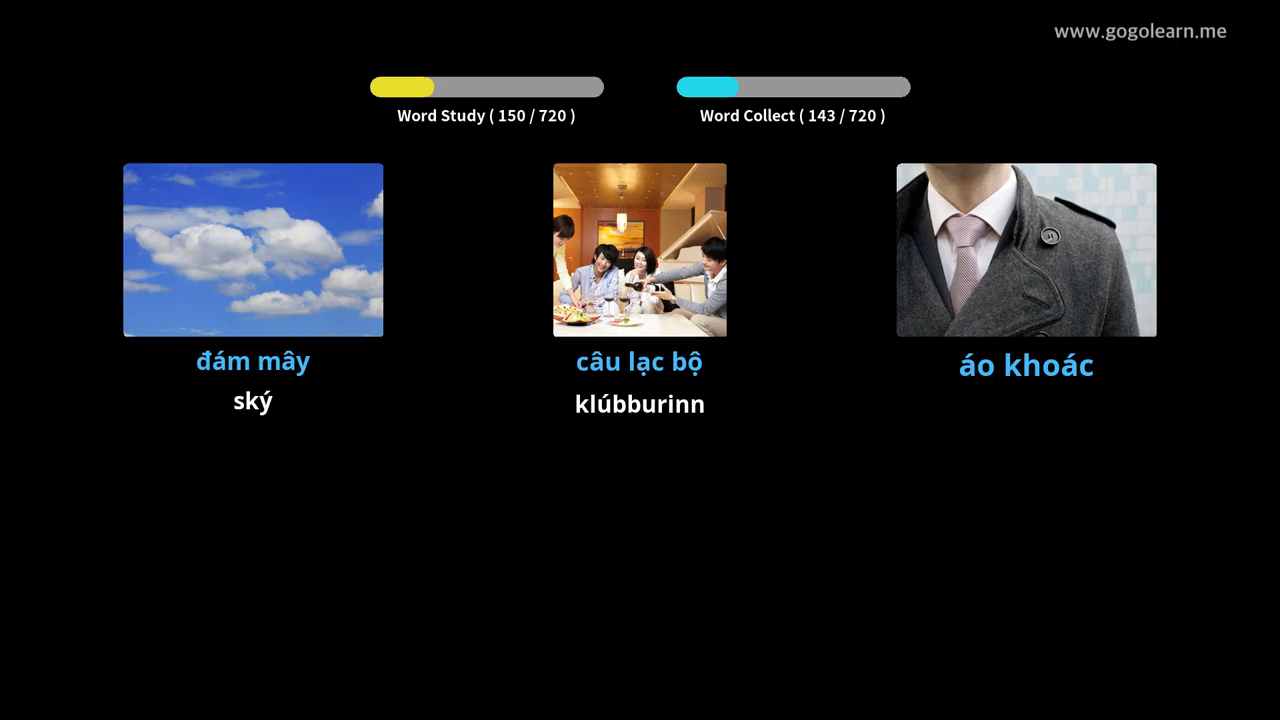 www.gogolearn.me
Word Study ( 150 / 720 )
Word Collect ( 143 / 720 )
đám mây
ský
câu lạc bộ
klúbburinn
áo khoác